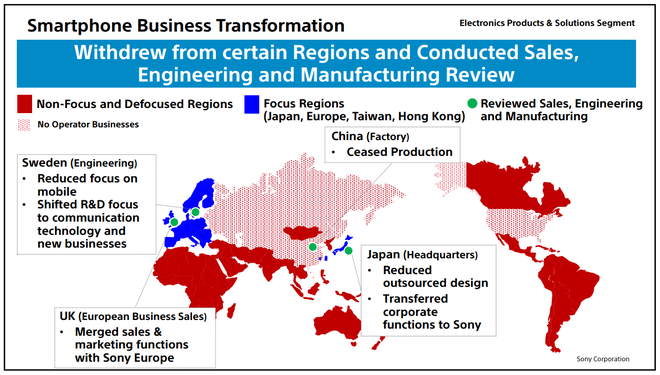 Smartphone Business Transformation
Electronics Products & Solutions Segment
Withdrew from certain Regions and Conducted Sales,
Engineering and Manufacturing Review
Non-Focus and Defocused Regions
No Operator Businesses
Focus Regions
(Japan, Europe, Taiwan, Hong Kong)
Reviewed Sales, Engineering
and Manufacturing
China (Factory)
• Ceased Production
Sweden (Engineering)
• Reduced focus on
mobile
• Shifted R&D focus
to communication
technology and
new businesses
Japan (Headquarters)
• Reduced
outsourced design
• Transferred
corporate
functions to Sony
UK (European Business Sales)
• Merged sales &
marketing functions
with Sony Europe
Sony Corporation